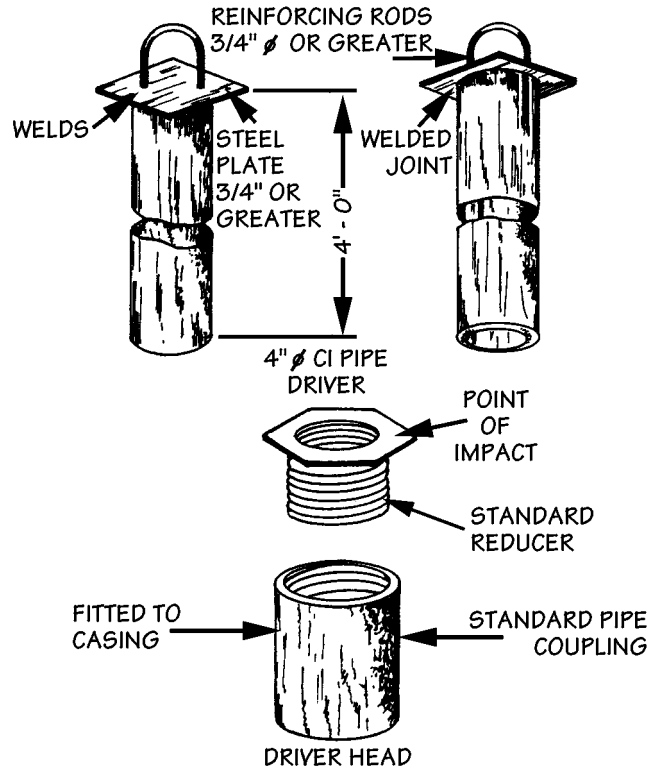 REINFORCING RODS
3/4" ø OR GREATER
WELDS
STEEL
PLATE
3/4" OR
GREATER
4' - 0"
WELDED
JOINT
4" ø CI PIPE
DRIVER
POINT
OF
IMPACT
STANDARD
REDUCER
FITTED TO
CASING
STANDARD PIPE
COUPLING
DRIVER HEAD